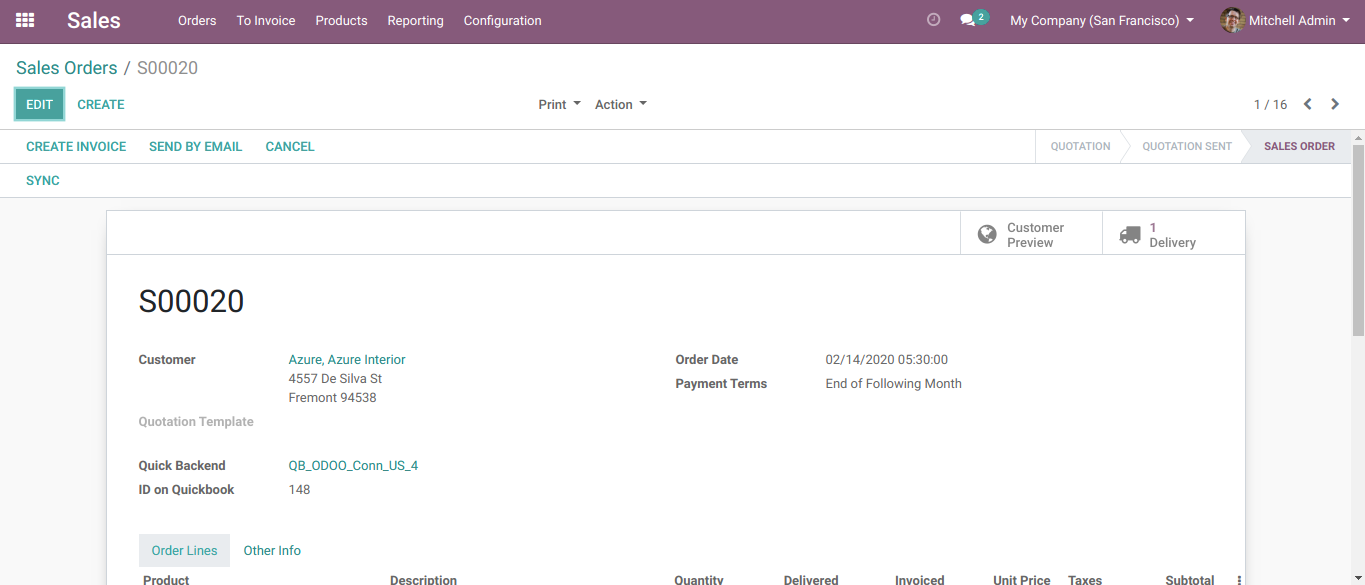 Sales Orders To Invoice Products Reporting Configuration 2 My Company (San Francisco) Mitchell Admin
Sales Orders / S00020
EDIT CREATE Print Action 1 / 16
CREATE INVOICE SEND BY EMAIL CANCEL QUOTATION QUOTATION SENT SALES ORDER
SYNC
Customer Preview
1 Delivery
S00020
Customer Azure, Azure Interior
4557 De Silva St
Fremont 94538
Order Date 02/14/2020 05:30:00
Payment Terms End of Following Month
Quotation Template
Quick Backend QB_ODOO_Conn_US_4
ID on Quickbook 148
Order Lines Other Info
Product Description Quantity Delivered Invoiced Unit Price Taxes Subtotal